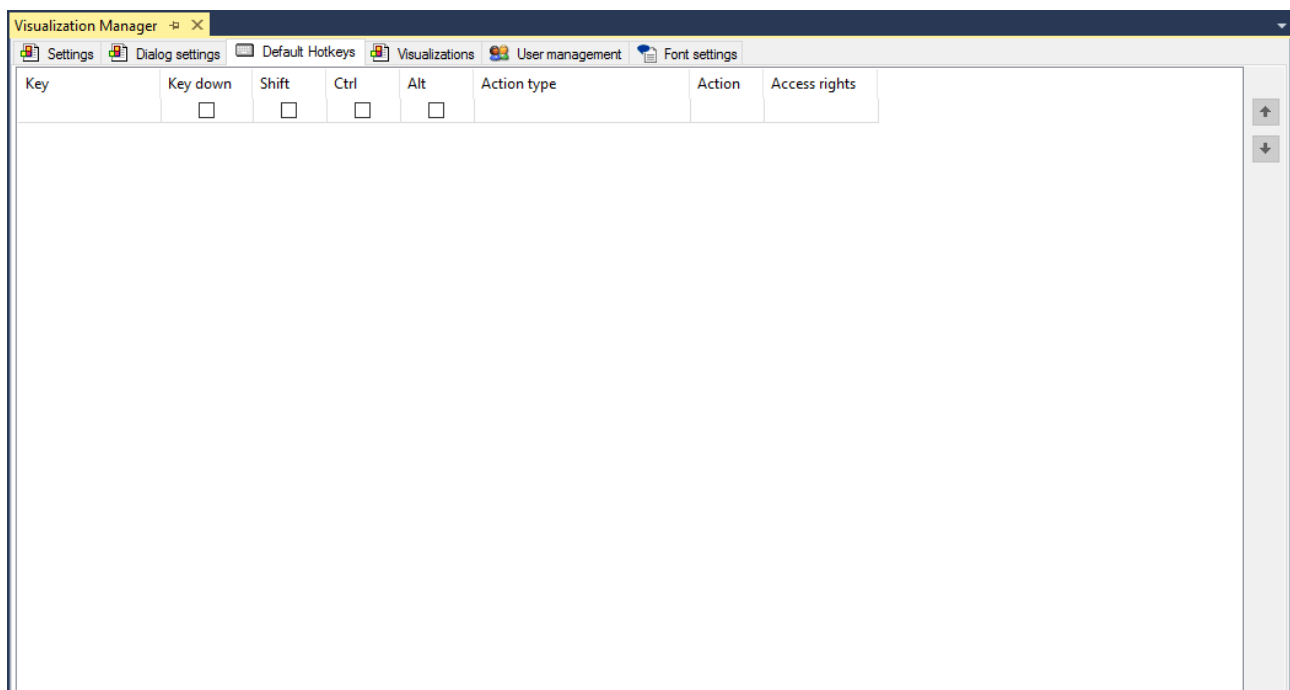 Visualization Manager
Settings Dialog settings Default Hotkeys Visualizations User management Font settings
Key Key down Shift Ctrl Alt Action type Action Access rights